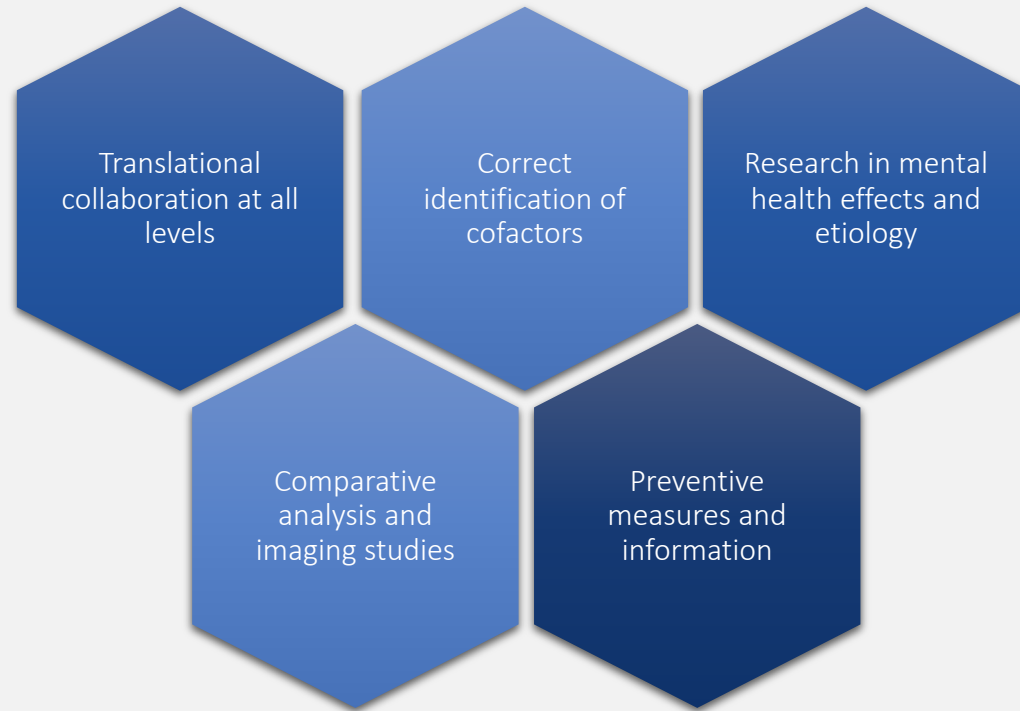 Translational
collaboration at all
levels
Correct
identification of
cofactors
Research in mental
health effects and
etiology
Comparative
analysis and
imaging studies
Preventive
measures and
information